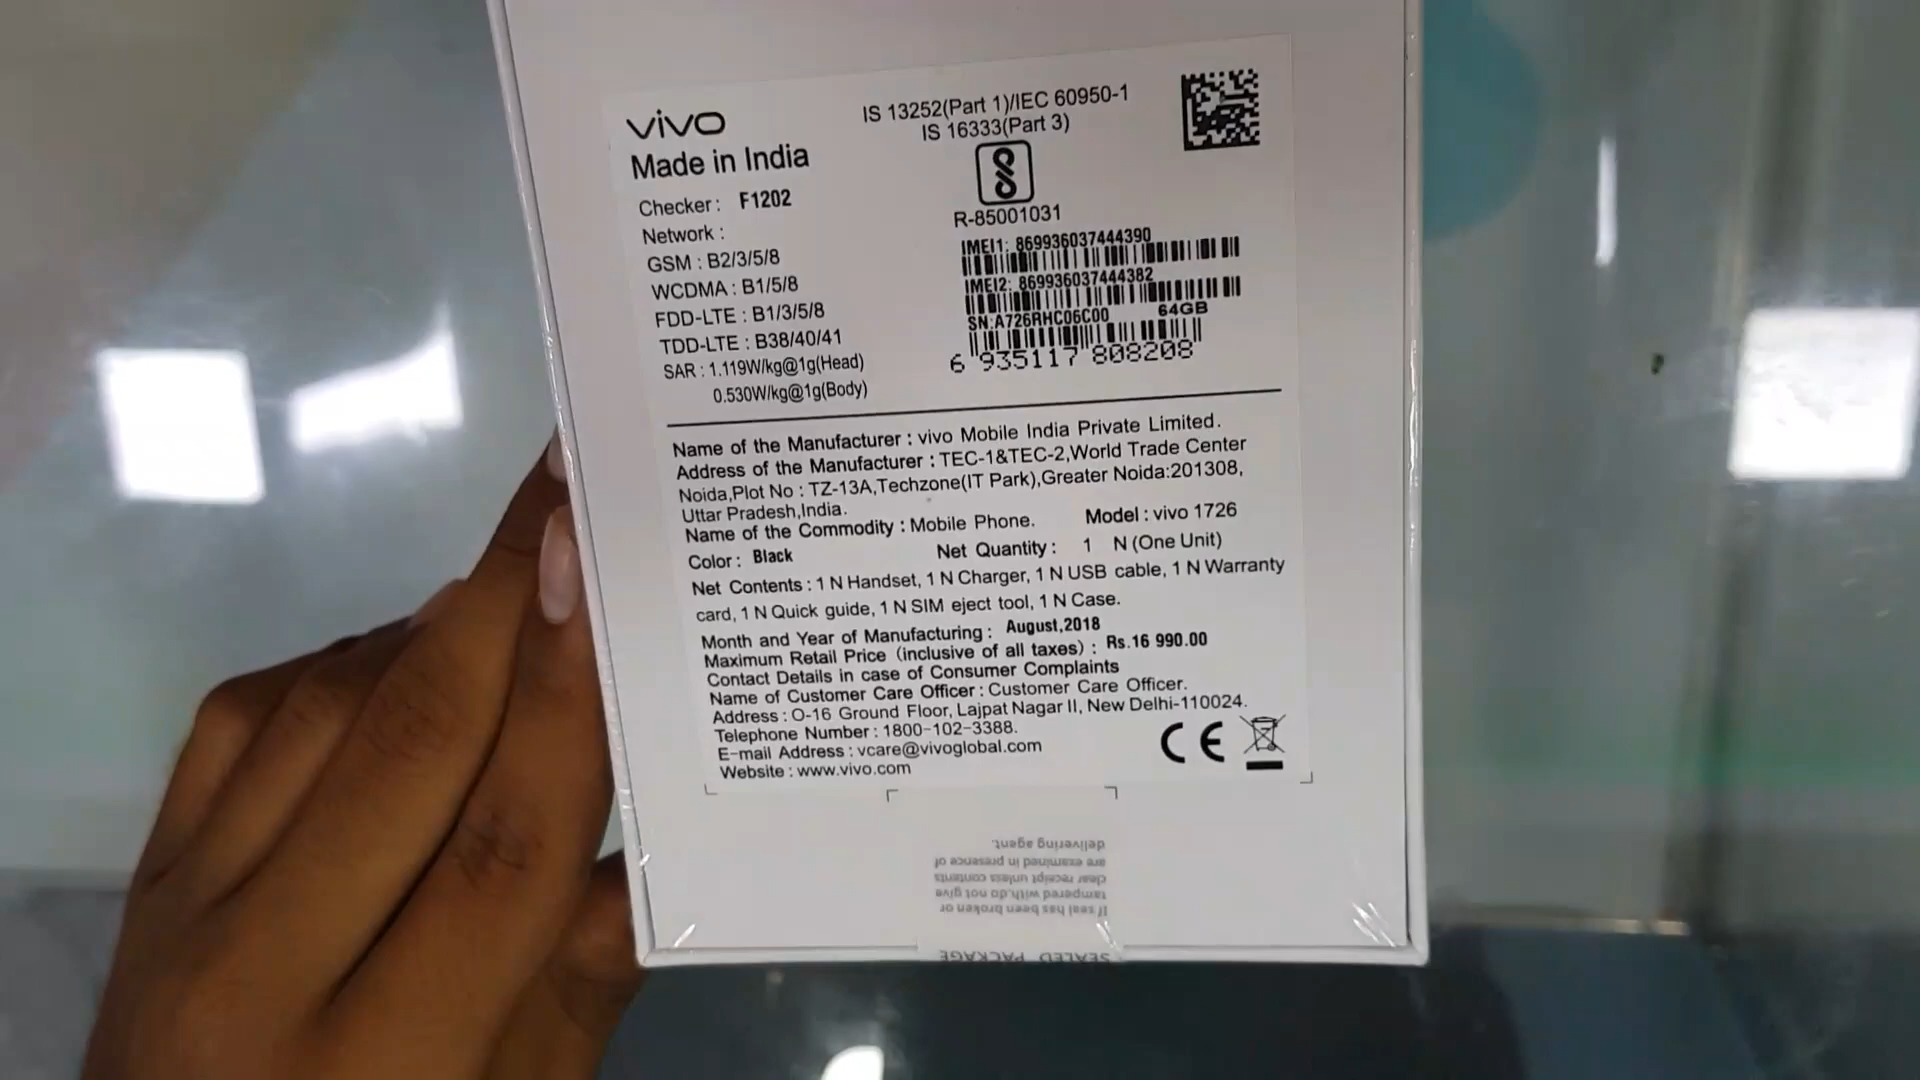 vivo
Made in India
Checker: F1202
Network :
GSM : B2/3/5/8
WCDMA : B1/5/8
FDD-LTE : B1/3/5/8
TDD-LTE : B38/40/41
SAR : 1.119W/kg@1g(Head)
0.530W/kg@1g(Body)
IS 13252(Part 1)/IEC 60950-1
IS 16333(Part 3)
R-85001031
IMEI1: 869936037444390
IMEI2: 869936037444382
SN:A726RHC06C00 64GB
6 935117 808208
Name of the Manufacturer : vivo Mobile India Private Limited.
Address of the Manufacturer : TEC-1&TEC-2,World Trade Center
Noida,Plot No : TZ-13A,Techzone(IT Park),Greater Noida:201308,
Uttar Pradesh,India.
Name of the Commodity : Mobile Phone. Model : vivo 1726
Color : Black Net Quantity : 1 N (One Unit)
Net Contents : 1 N Handset, 1 N Charger, 1 N USB cable, 1 N Warranty
card, 1 N Quick guide, 1 N SIM eject tool, 1 N Case.
Month and Year of Manufacturing : August,2018
Maximum Retail Price (inclusive of all taxes) : Rs.16 990.00
Contact Details in case of Consumer Complaints
Name of Customer Care Officer : Customer Care Officer.
Address : O-16 Ground Floor, Lajpat Nagar II, New Delhi-110024.
Telephone Number : 1800-102-3388.
E-mail Address : vcare@vivoglobal.com
Website : www.vivo.com
CE
SEALED PACKAGE
If seal has been broken or
tampered with,do not give
clear receipt unless contents
are examined in presence of
delivering agent.